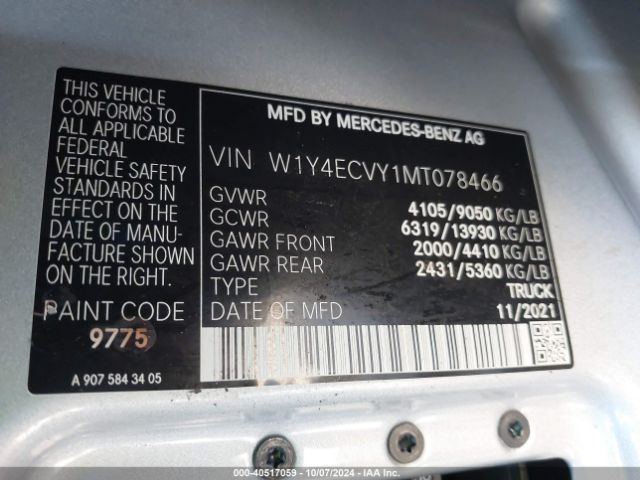 THIS VEHICLE
CONFORMS TO
ALL APPLICABLE
FEDERAL
VEHICLE SAFETY
STANDARDS IN
EFFECT ON THE
DATE OF MANU-
FACTURE SHOWN
ON THE RIGHT.
PAINT CODE
9775
A 907 584 34 05
MFD BY MERCEDES-BENZ AG
VIN W1Y4ECVY1MT078466
GVWR 4105/9050 KG/LB
GCWR 6319/13930 KG/LB
GAWR FRONT 2000/4410 KG/LB
GAWR REAR 2431/5360 KG/LB
TYPE TRUCK
DATE OF MFD 11/2021
000-40517059 | 10/07/2024 | IAA Inc.